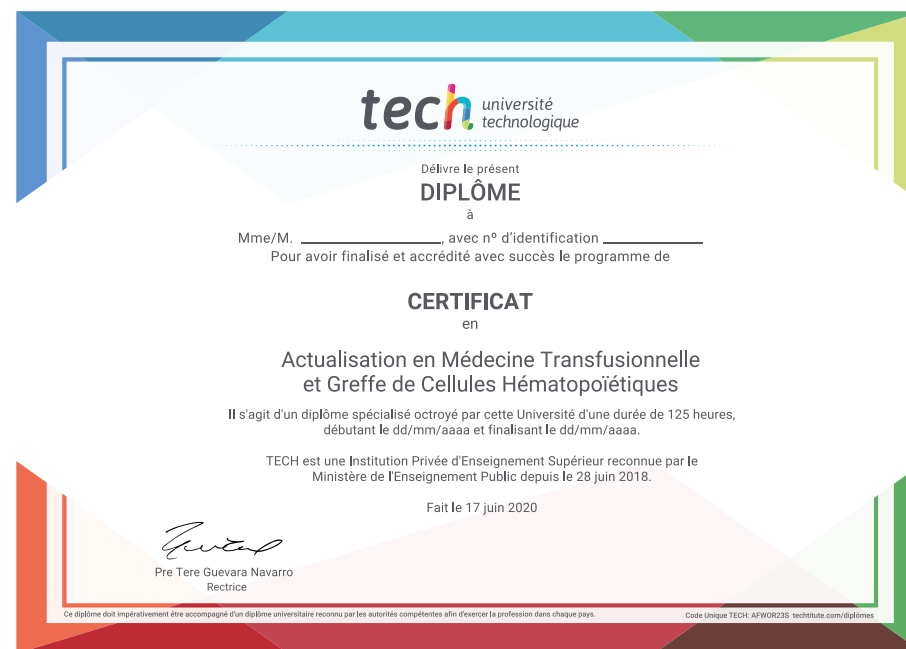 tech université
technologique
Délivre le présent
DIPLÔME
à
Mme/M. ____________________, avec nº d'identification ______________
Pour avoir finalisé et accrédité avec succès le programme de
CERTIFICAT
en
Actualisation en Médecine Transfusionnelle
et Greffe de Cellules Hématopoïétiques
Il s'agit d'un diplôme spécialisé octroyé par cette Université d'une durée de 125 heures,
débutant le dd/mm/aaaa et finalisant le dd/mm/aaaa.
TECH est une Institution Privée d'Enseignement Supérieur reconnue par le
Ministère de l'Enseignement Public depuis le 28 juin 2018.
Fait le 17 juin 2020
Pre Tere Guevara Navarro
Rectrice
Ce diplôme doit impérativement être accompagné d'un diplôme universitaire reconnu par les autorités compétentes afin d'exercer la profession dans chaque pays.
Code Unique TECH: AFWOR23S techtitute.com/diplômes